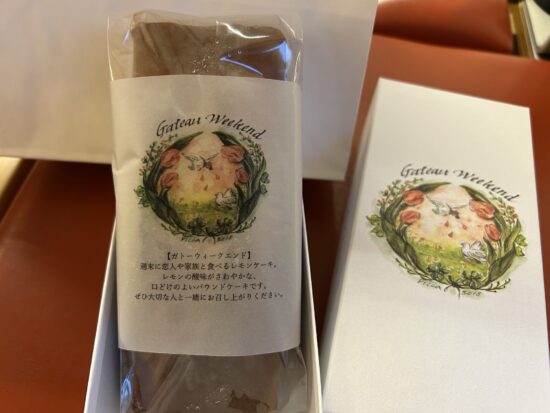 Gateau Weekend
2015
【ガトーウィークエンド】
週末に恋人や家族と食べるレモンケーキ。
レモンの酸味がさわやかな、
口どけのよいパウンドケーキです。
ぜひ大切な人と一緒にお召し上がりください。
Gateau Weekend
2015